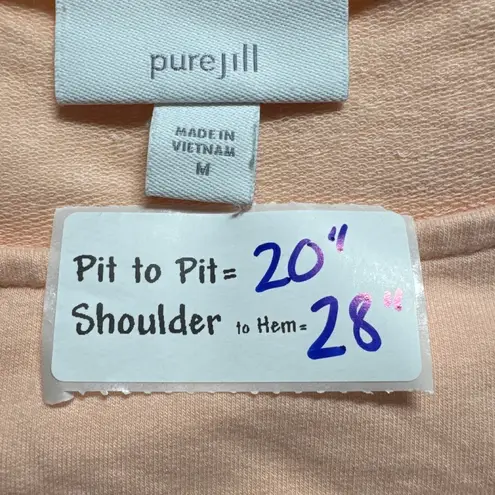 purejill
MADE IN
VIETNAM
M
Pit to Pit= 20"
Shoulder to Hem= 28"